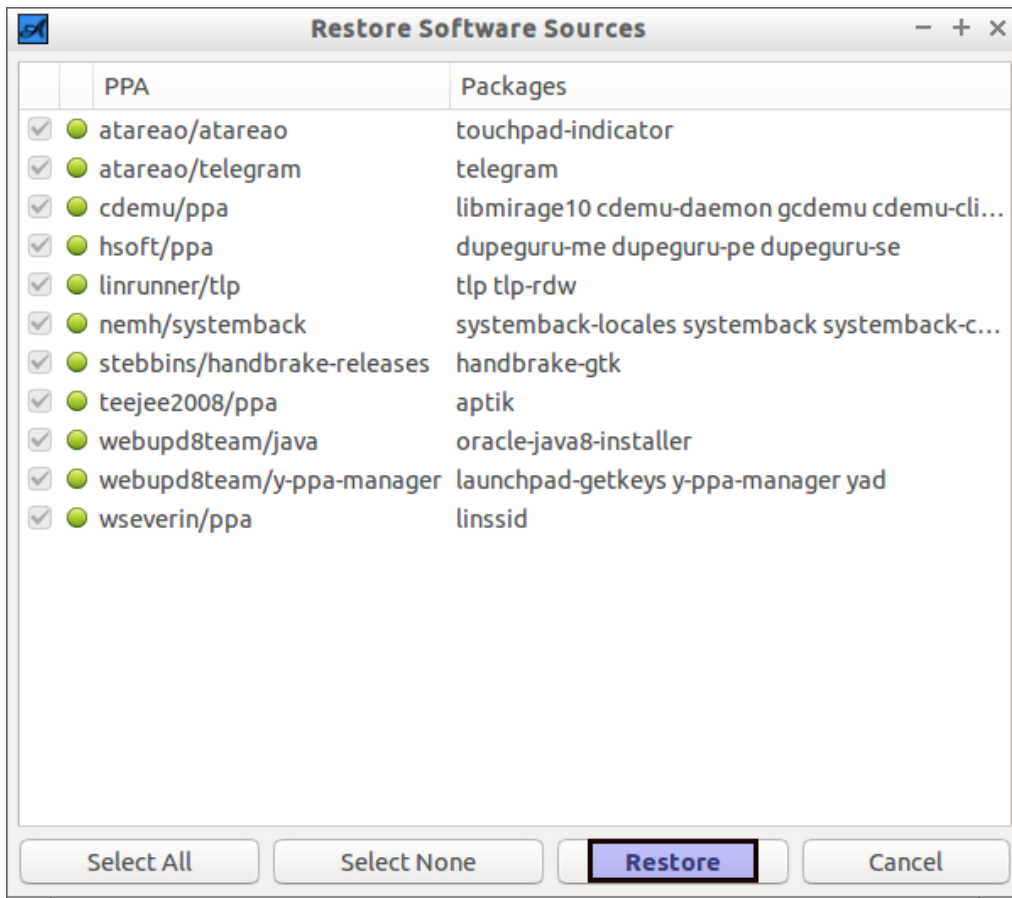 Restore Software Sources
PPA Packages
atareao/atareao touchpad-indicator
atareao/telegram telegram
cdemu/ppa libmirage10 cdemu-daemon gcdemu cdemu-cli...
hsoft/ppa dupeguru-me dupeguru-pe dupeguru-se
linrunner/tlp tlp tlp-rdw
nemh/systemback systemback-locales systemback systemback-c...
stebbins/handbrake-releases handbrake-gtk
teejee2008/ppa aptik
webupd8team/java oracle-java8-installer
webupd8team/y-ppa-manager launchpad-getkeys y-ppa-manager yad
wseverin/ppa linssid
Select All Select None Restore Cancel